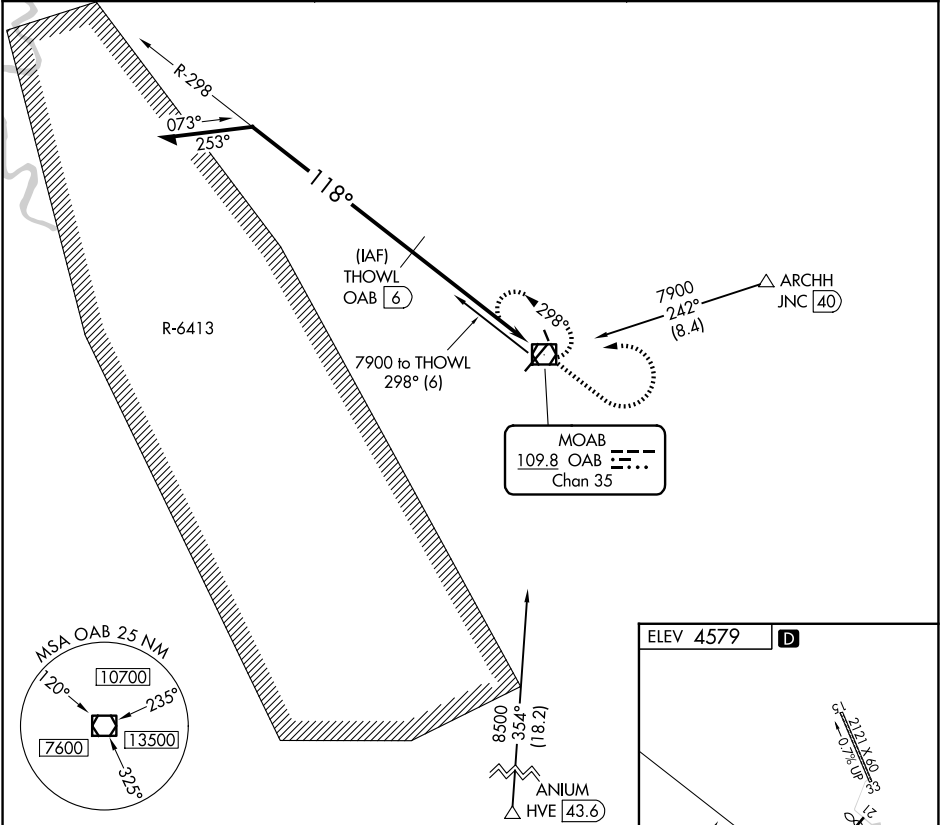 R-298
073°
253°
118°
(IAF)
THOWL
OAB 6
298°
7900
242°
(8.4)
ARCHH
JNC 40
R-6413
7900 to THOWL
298° (6)
MOAB
109.8 OAB
Chan 35
MSA OAB 25 NM
120°
10700
235°
7600
13500
325°
8500
354°
(18.2)
ANIUM
HVE 43.6
ELEV 4579 D
15
2121 X 60
0.7% UP
33
21